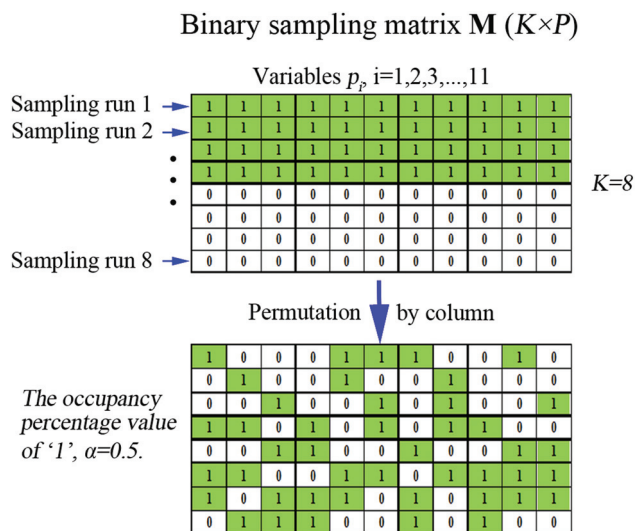 Binary sampling matrix M (K×P)
Variables pi, i=1,2,3,...,11
Sampling run 1
1 1 1 1 1 1 1 1 1 1 1
Sampling run 2
1 1 1 1 1 1 1 1 1 1 1
1 1 1 1 1 1 1 1 1 1 1
1 1 1 1 1 1 1 1 1 1 1
0 0 0 0 0 0 0 0 0 0 0
K=8
0 0 0 0 0 0 0 0 0 0 0
0 0 0 0 0 0 0 0 0 0 0
Sampling run 8
0 0 0 0 0 0 0 0 0 0 0
Permutation by column
1 0 0 0 1 1 1 0 0 1 0
0 1 0 0 1 0 0 1 0 0 0
0 0 1 0 0 1 0 1 0 0 1
1 1 0 1 0 1 0 1 1 0 0
0 0 1 1 0 0 1 0 0 1 1
1 1 0 0 1 1 0 0 1 1 1
1 0 1 1 1 0 1 0 1 1 1
0 1 1 1 0 0 1 1 1 0 0
The occupancy
percentage value
of ‘1’, α=0.5.